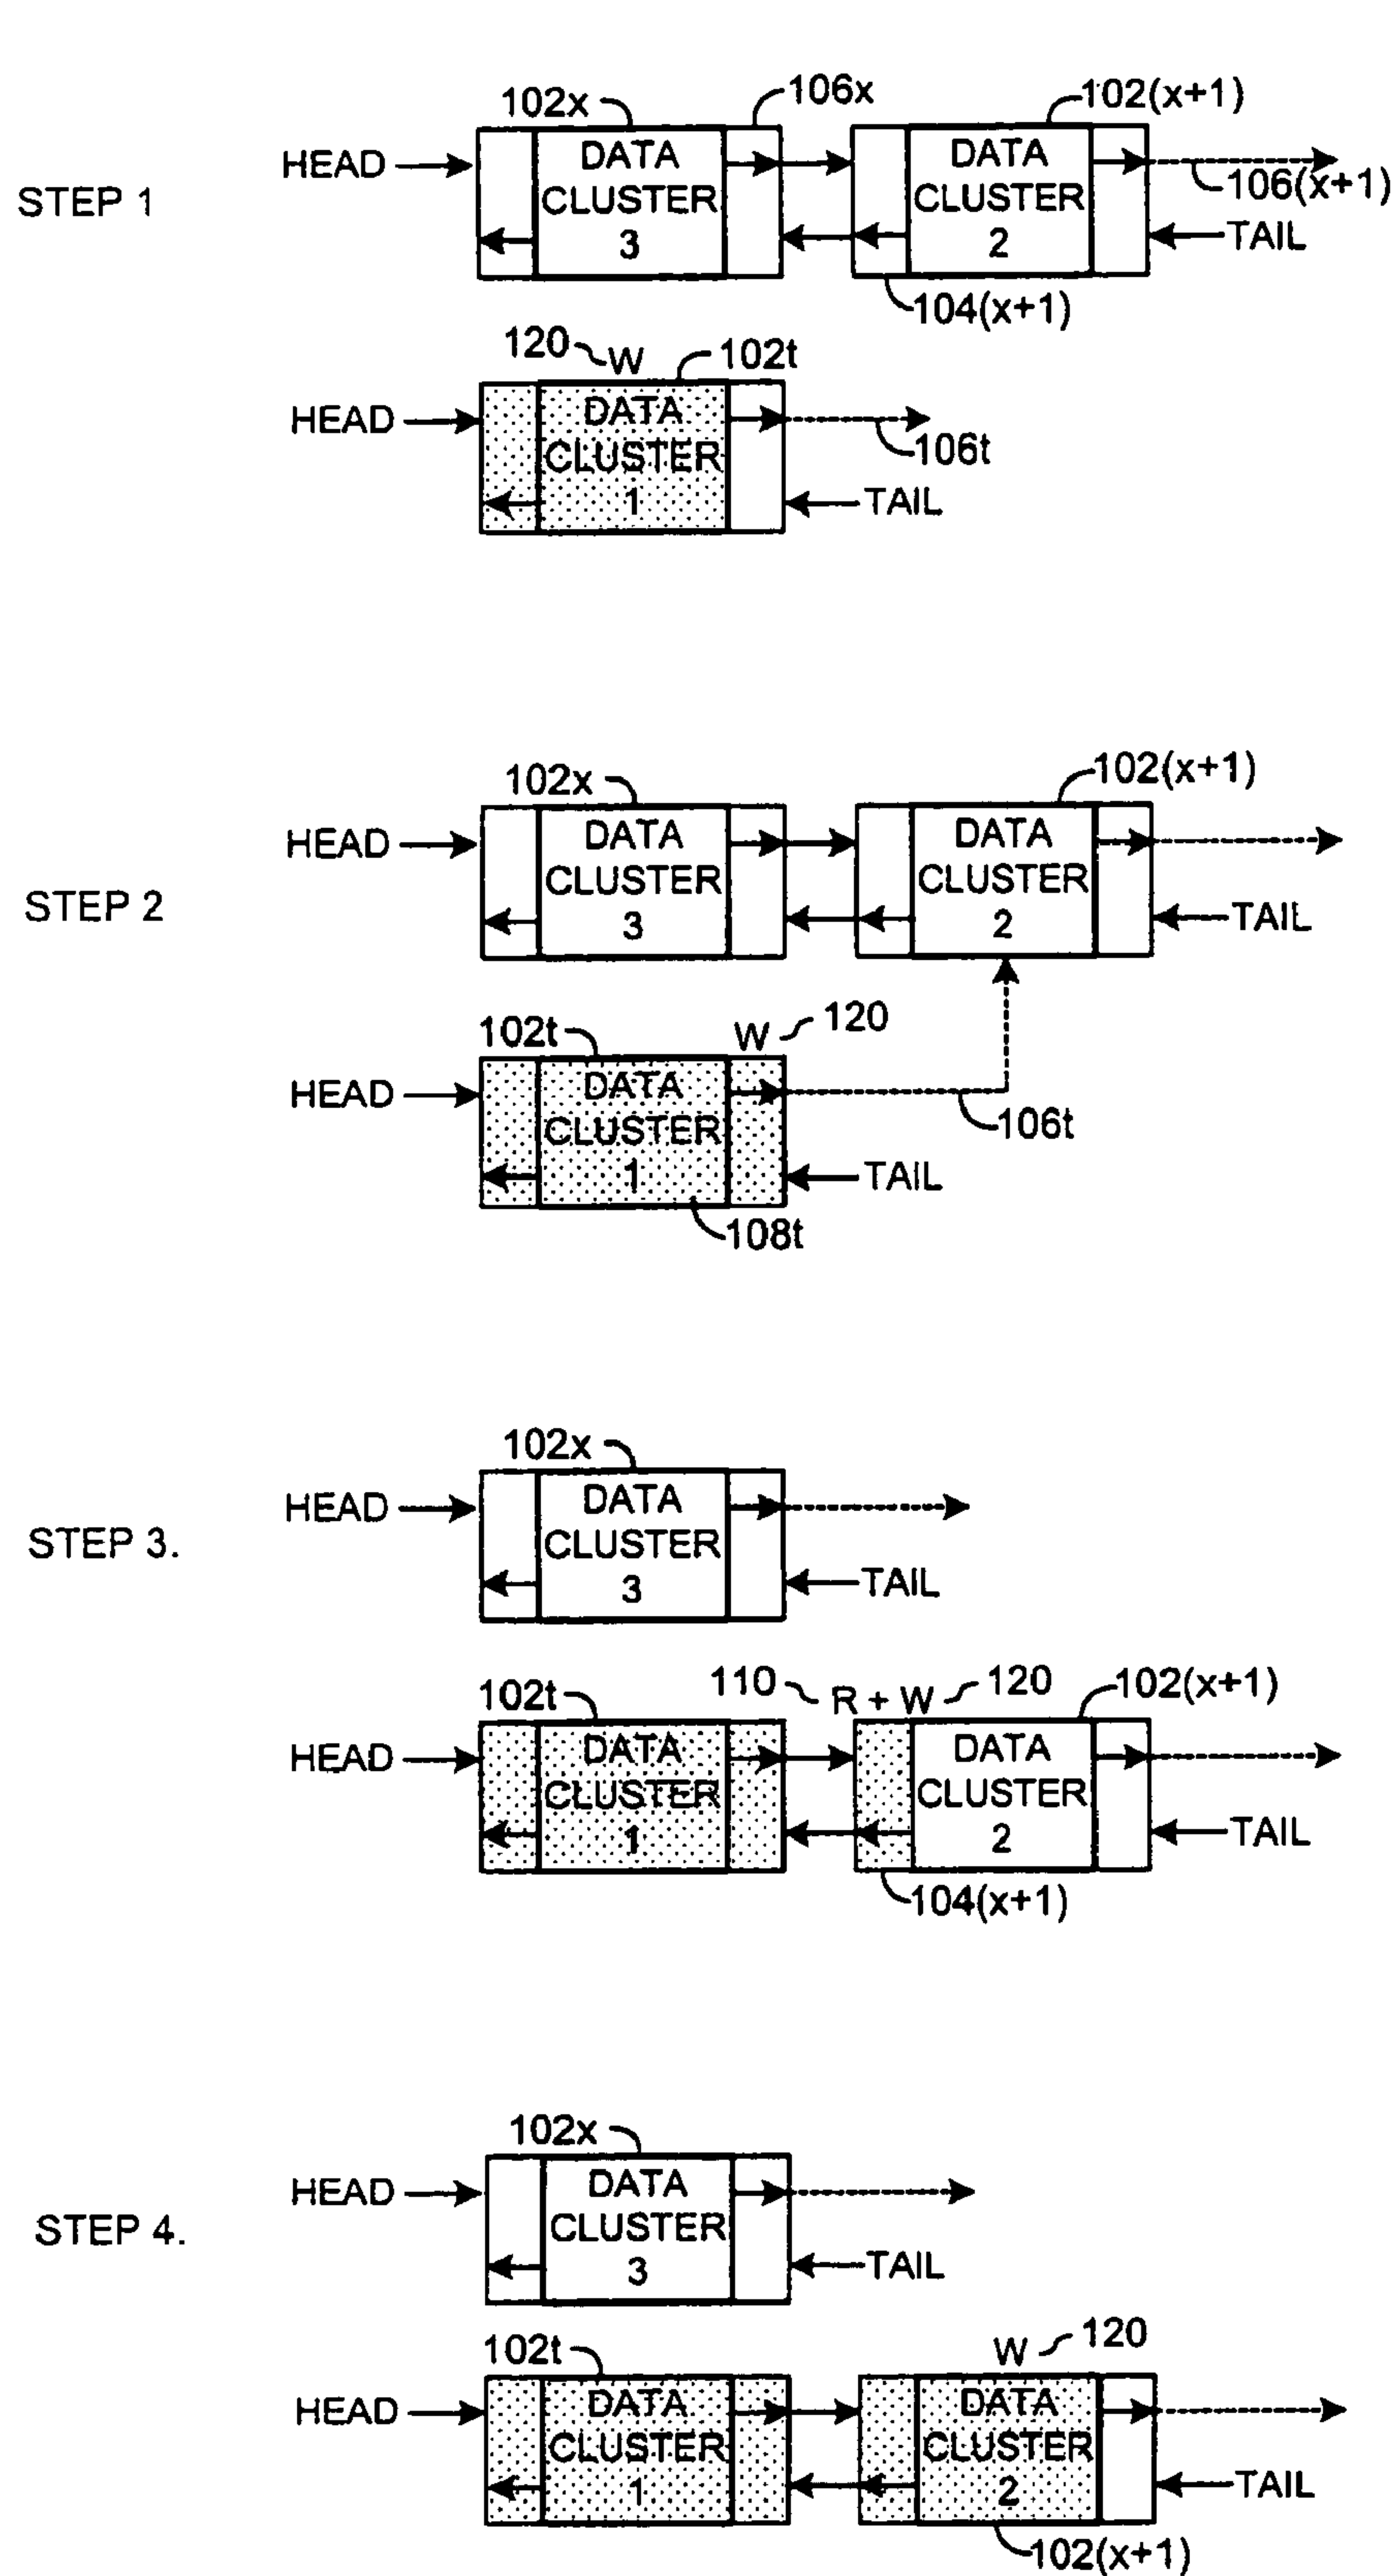 STEP 1
102x
106x
102(x+1)
HEAD
DATA
CLUSTER
3
DATA
CLUSTER
2
106(x+1)
TAIL
104(x+1)
120
W
102t
HEAD
DATA
CLUSTER
1
106t
TAIL
STEP 2
102x
102(x+1)
HEAD
DATA
CLUSTER
3
DATA
CLUSTER
2
TAIL
102t
W
120
HEAD
DATA
CLUSTER
1
106t
TAIL
108t
STEP 3.
102x
HEAD
DATA
CLUSTER
3
TAIL
102t
110
R + W
120
102(x+1)
HEAD
DATA
CLUSTER
1
DATA
CLUSTER
2
TAIL
104(x+1)
STEP 4.
102x
HEAD
DATA
CLUSTER
3
TAIL
102t
W
120
HEAD
DATA
CLUSTER
1
DATA
CLUSTER
2
TAIL
102(x+1)